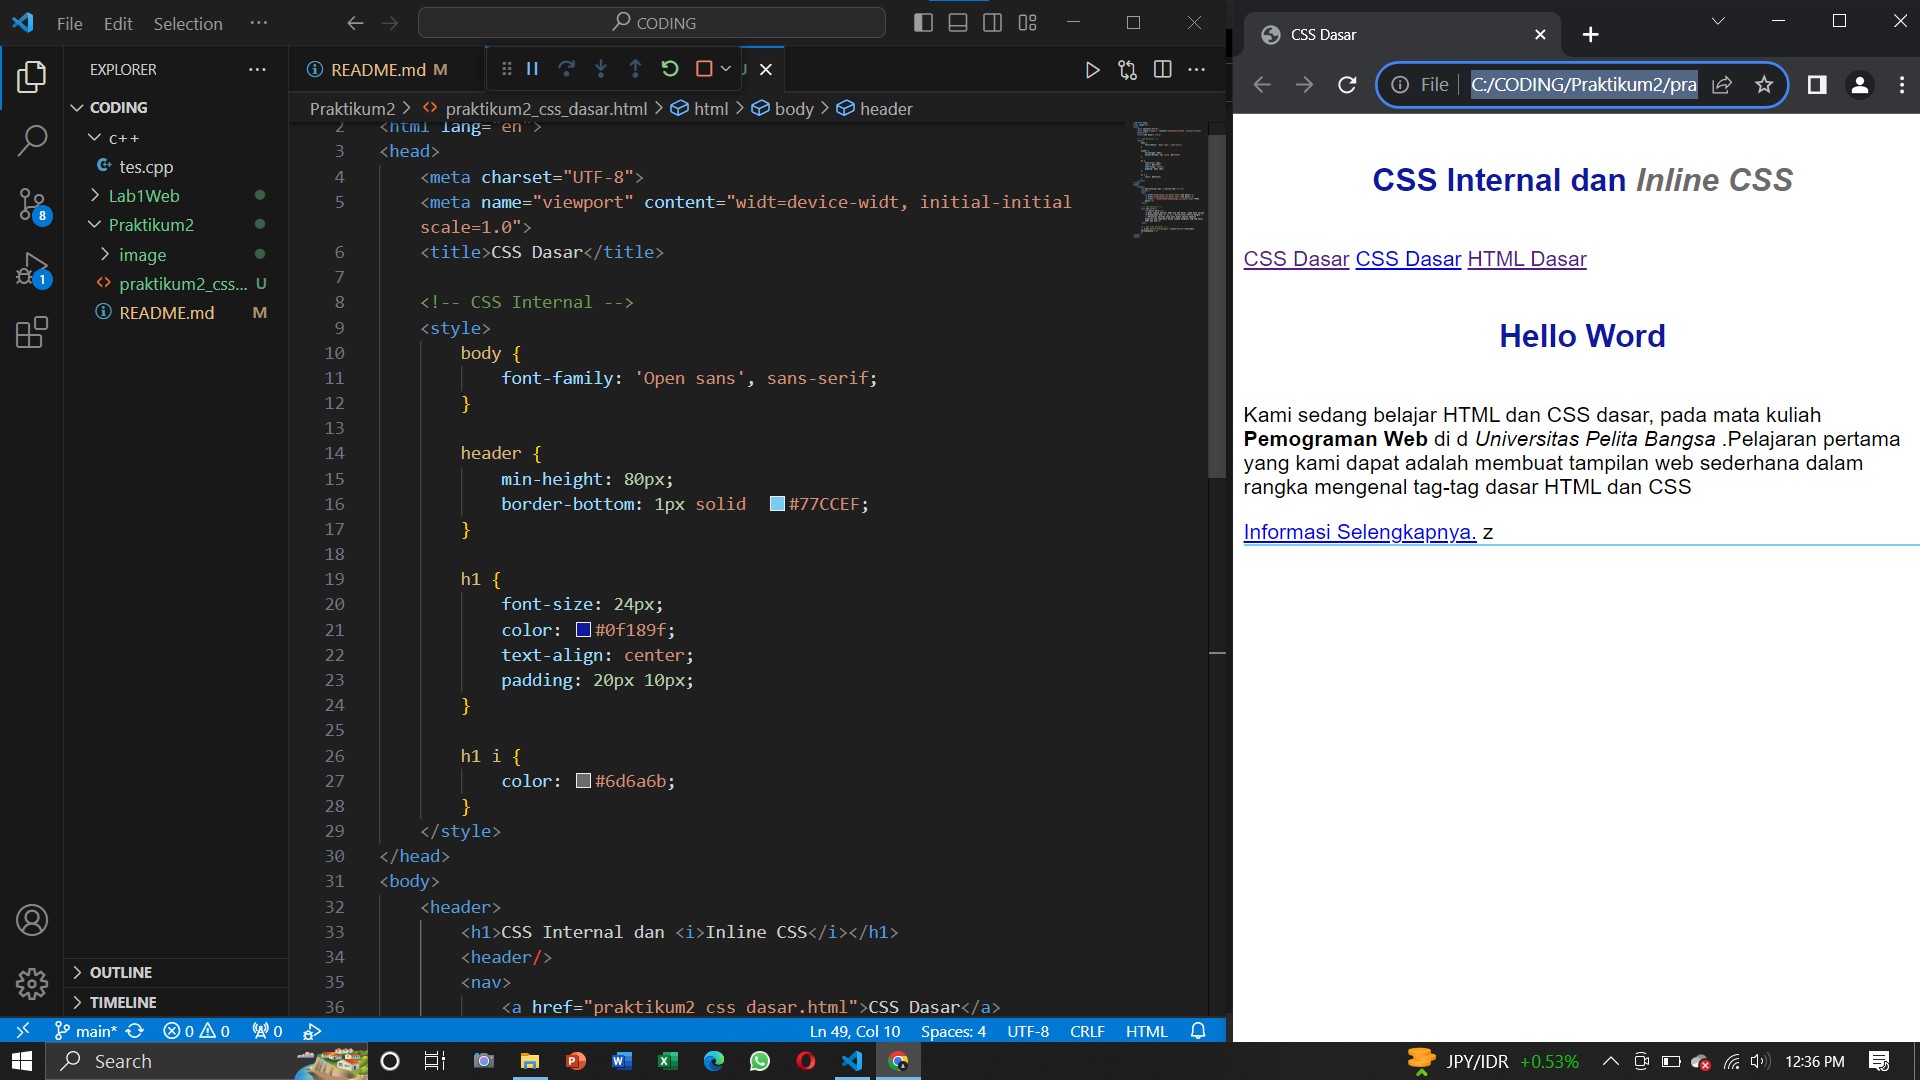 File Edit Selection ···
CODING
EXPLORER ···
CODING
c++
tes.cpp
Lab1Web
Praktikum2
image
praktikum2_css... U
README.md M
OUTLINE
TIMELINE
README.md M
U
Praktikum2 > praktikum2_css_dasar.html > html > body > header
2 <html lang="en">
3 <head>
4 <meta charset="UTF-8">
5 <meta name="viewport" content="widt=device-widt, initial-initial
scale=1.0">
6 <title>CSS Dasar</title>
7
8 <!-- CSS Internal -->
9 <style>
10 body {
11 font-family: 'Open sans', sans-serif;
12 }
13
14 header {
15 min-height: 80px;
16 border-bottom: 1px solid #77CCEF;
17 }
18
19 h1 {
20 font-size: 24px;
21 color: #0f189f;
22 text-align: center;
23 padding: 20px 10px;
24 }
25
26 h1 i {
27 color: #6d6a6b;
28 }
29 </style>
30 </head>
31 <body>
32 <header>
33 <h1>CSS Internal dan <i>Inline CSS</i></h1>
34 <header/>
35 <nav>
36 <a href="praktikum2_css_dasar.html">CSS Dasar</a>
8
1
main* 0 0 0
Ln 49, Col 10 Spaces: 4 UTF-8 CRLF HTML
CSS Dasar
File C:/CODING/Praktikum2/pra
CSS Internal dan Inline CSS
CSS Dasar CSS Dasar HTML Dasar
Hello Word
Kami sedang belajar HTML dan CSS dasar, pada mata kuliah
Pemograman Web di d Universitas Pelita Bangsa .Pelajaran pertama
yang kami dapat adalah membuat tampilan web sederhana dalam
rangka mengenal tag-tag dasar HTML dan CSS
Informasi Selengkapnya. z
Search
JPY/IDR +0.53%
12:36 PM